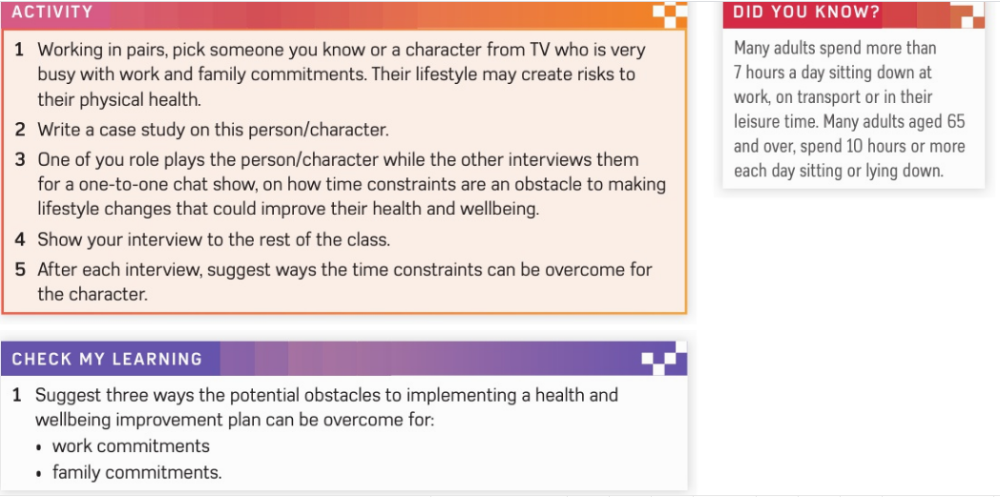 ACTIVITY
1 Working in pairs, pick someone you know or a character from TV who is very
busy with work and family commitments. Their lifestyle may create risks to
their physical health.
2 Write a case study on this person/character.
3 One of you role plays the person/character while the other interviews them
for a one-to-one chat show, on how time constraints are an obstacle to making
lifestyle changes that could improve their health and wellbeing.
4 Show your interview to the rest of the class.
5 After each interview, suggest ways the time constraints can be overcome for
the character.
CHECK MY LEARNING
1 Suggest three ways the potential obstacles to implementing a health and
wellbeing improvement plan can be overcome for:
• work commitments
• family commitments.
DID YOU KNOW?
Many adults spend more than
7 hours a day sitting down at
work, on transport or in their
leisure time. Many adults aged 65
and over, spend 10 hours or more
each day sitting or lying down.